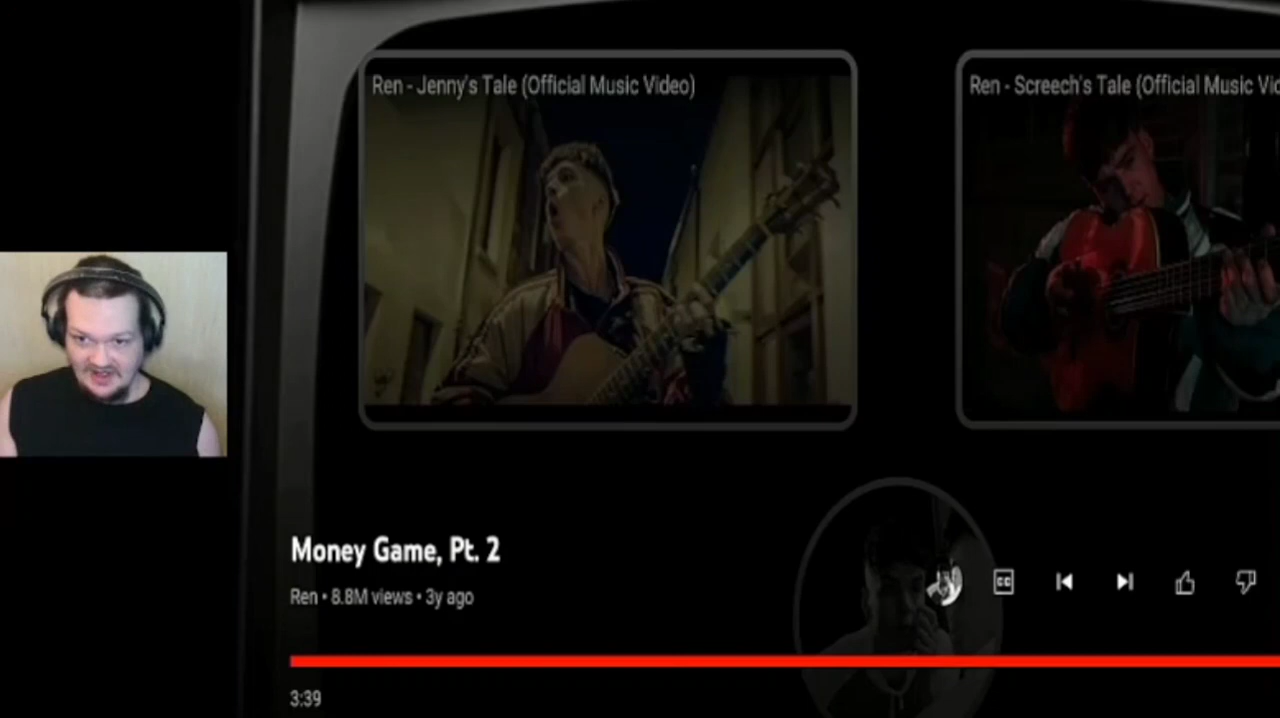 Ren - Jenny's Tale (Official Music Video)
Ren - Screech's Tale (Official Music
Money Game, Pt. 2
Ren • 8.8M views • 3y ago
CC
3:39